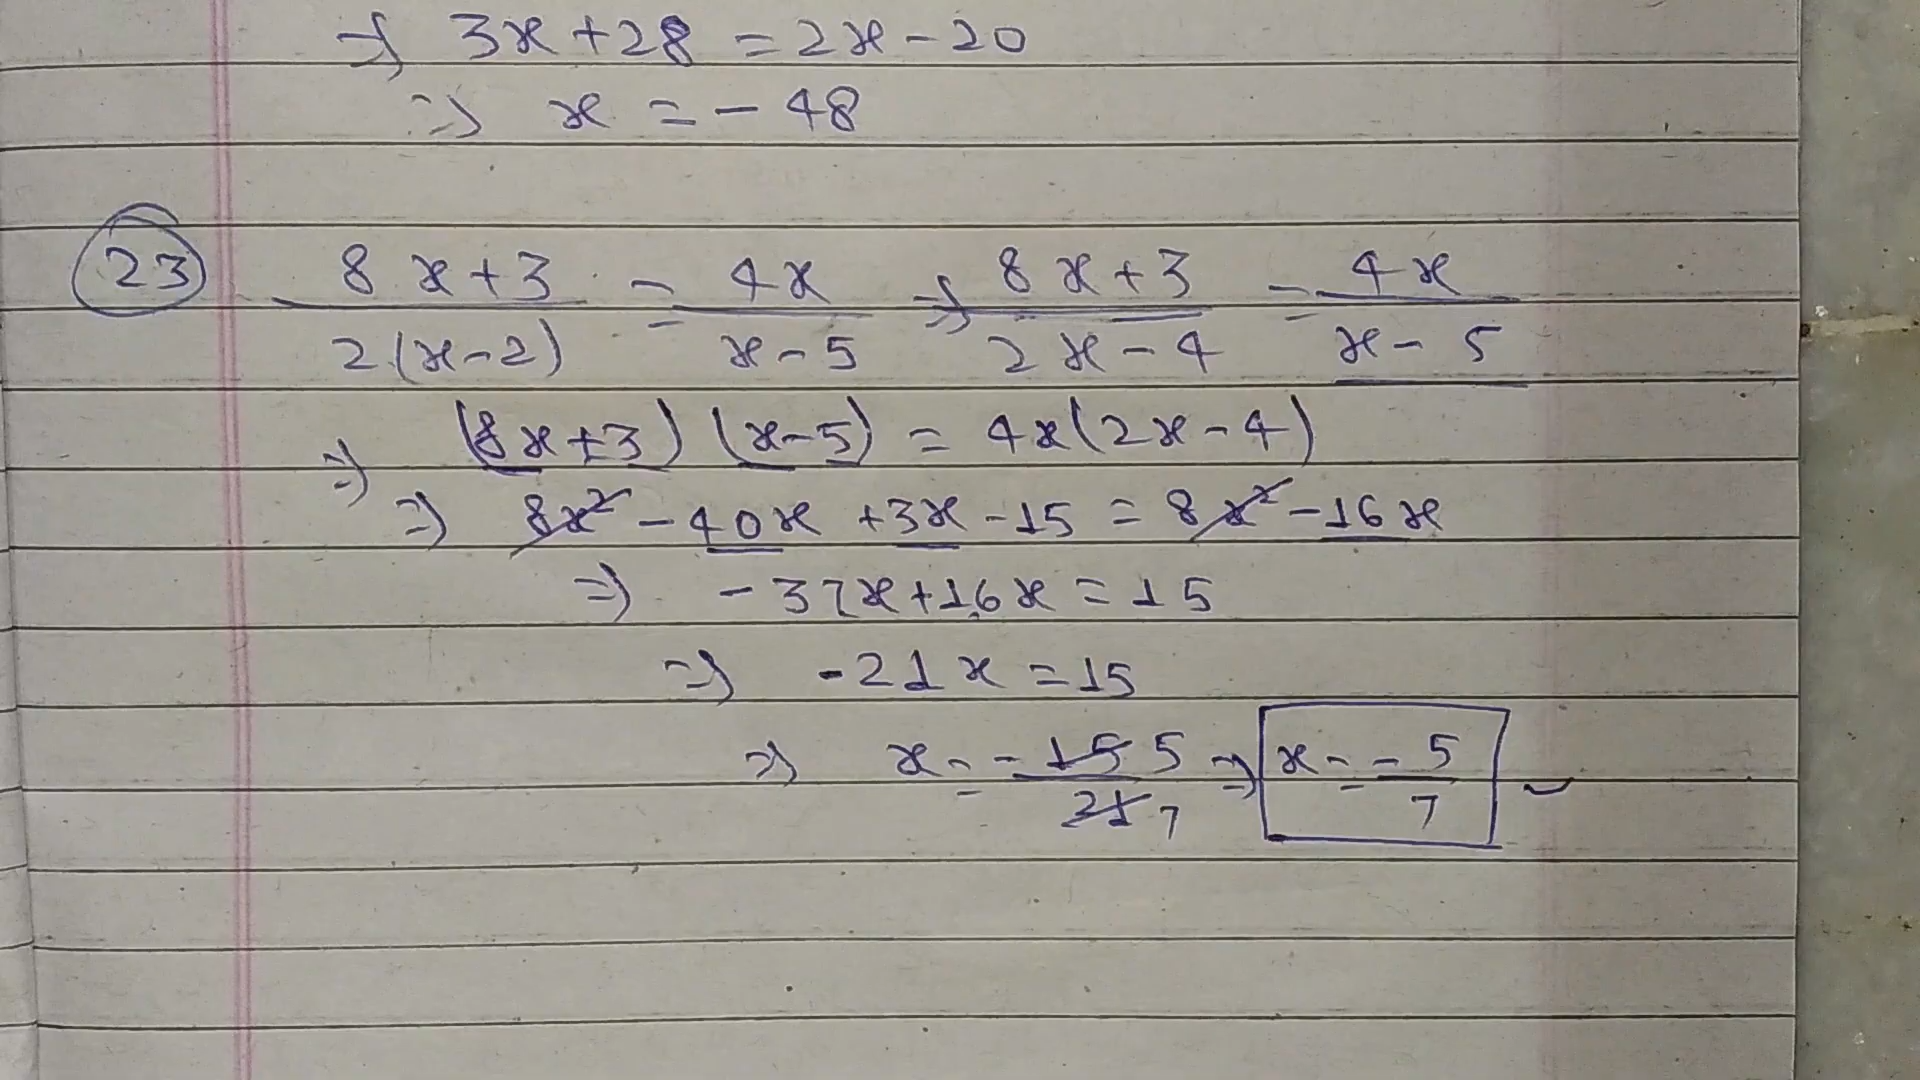 ⇒ 3x+28 = 2x-20
⇒ x = -48
23 (8x+3)/(2(x-2)) = 4x/(x-5) ⇒ (8x+3)/(2x-4) = 4x/(x-5)
⇒ (8x+3) (x-5) = 4x(2x-4)
⇒ 8x² - 40x + 3x - 15 = 8x² - 16x
⇒ -37x + 16x = 15
⇒ -21x = 15
⇒ x = -15 5/21 7 ⇒ x = -5/7